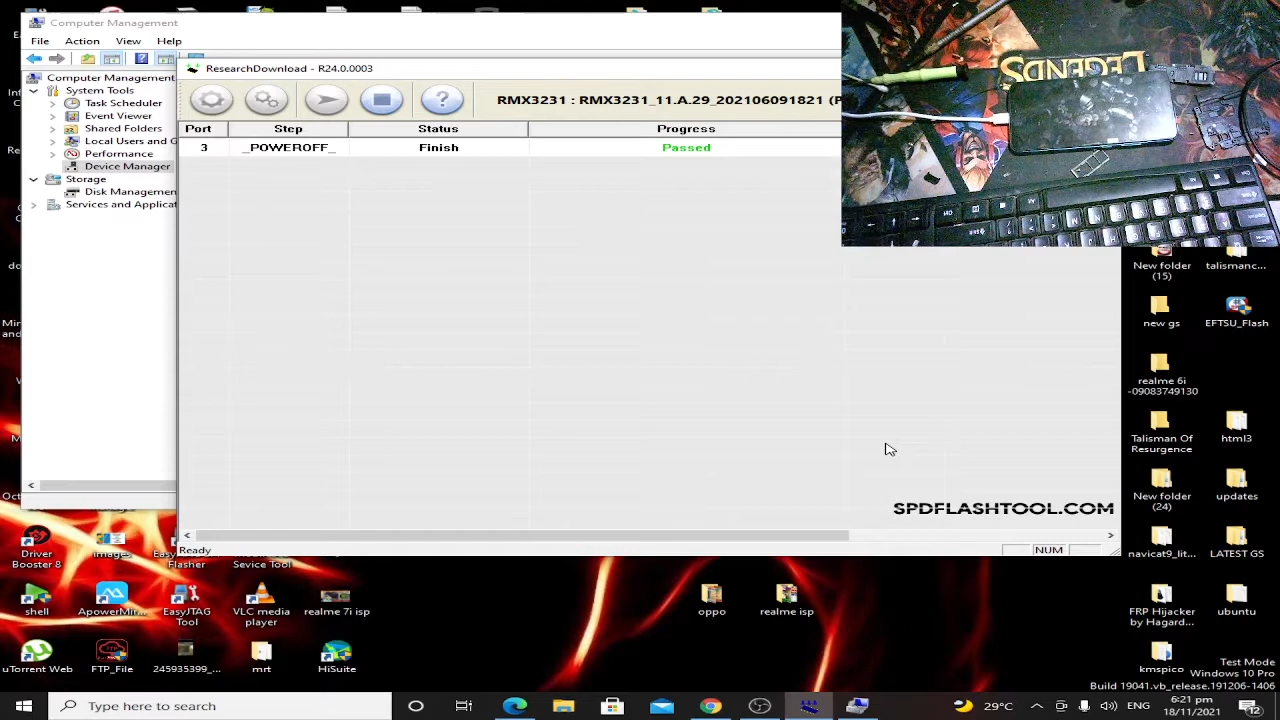 Computer Management
File Action View Help
Computer Management
System Tools
Task Scheduler
Event Viewer
Shared Folders
Local Users and G
Performance
Device Manager
Storage
Disk Managemen
Services and Applicat
ResearchDownload - R24.0.0003
RMX3231 : RMX3231_11.A.29_202106091821 (P
Port Step Status Progress
3 _POWEROFF_ Finish Passed
SPDFLASHTOOL.COM
Ready
NUM
LEGENDS
New folder (15)
talismanc...
new gs
EFTSU_Flash
realme 6i
-09083749130
Talisman Of
Resurgence
html3
New folder
(24)
updates
navicat9_lit...
LATEST GS
FRP Hijacker
by Hagard...
ubuntu
kmspico
Driver
Booster 8
images
Easy
Flasher
Sevice Tool
shell
ApowerMir...
EasyJTAG
Tool
VLC media
player
realme 7i isp
oppo
realme isp
uTorrent Web
FTP_File
245935399_...
mrt
HiSuite
Test Mode
Windows 10 Pro
Build 19041.vb_release.191206-1406
Type here to search
29°C
ENG
6:21 pm
18/11/2021
12